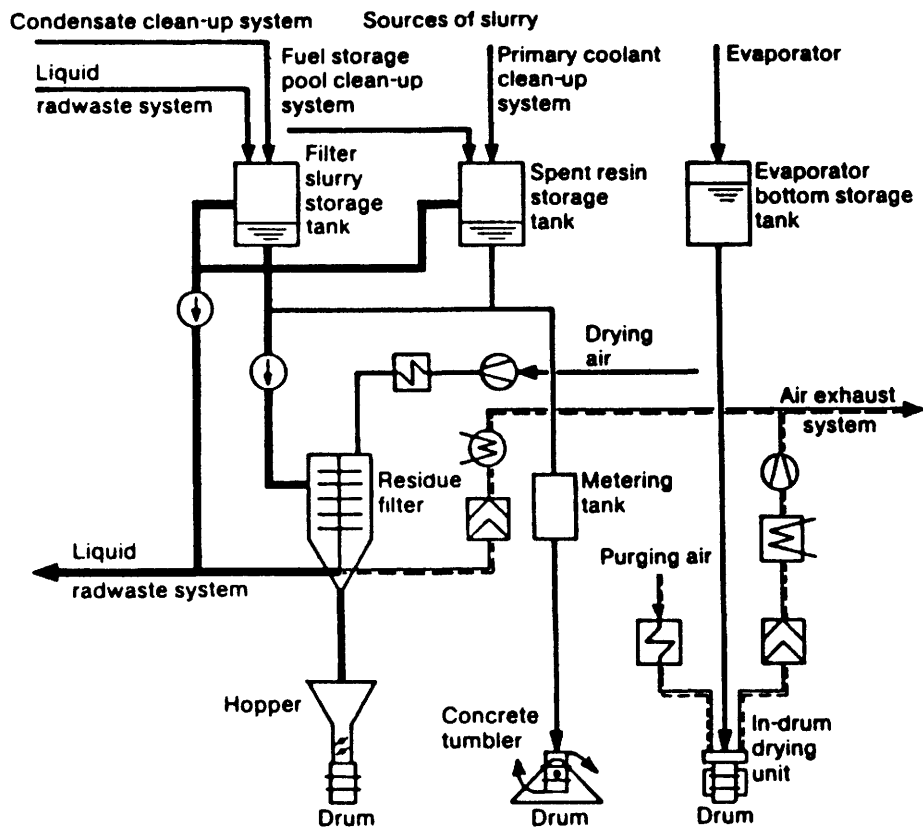 Condensate clean-up system
Sources of slurry
Liquid
radwaste system
Fuel storage
pool clean-up
system
Primary coolant
clean-up
system
Evaporator
Filter
slurry
storage
tank
Spent resin
storage
tank
Evaporator
bottom storage
tank
Drying
air
Air exhaust
system
Residue
filter
Metering
tank
Liquid
radwaste system
Purging air
Hopper
Concrete
tumbler
In-drum
drying
unit
Drum
Drum
Drum